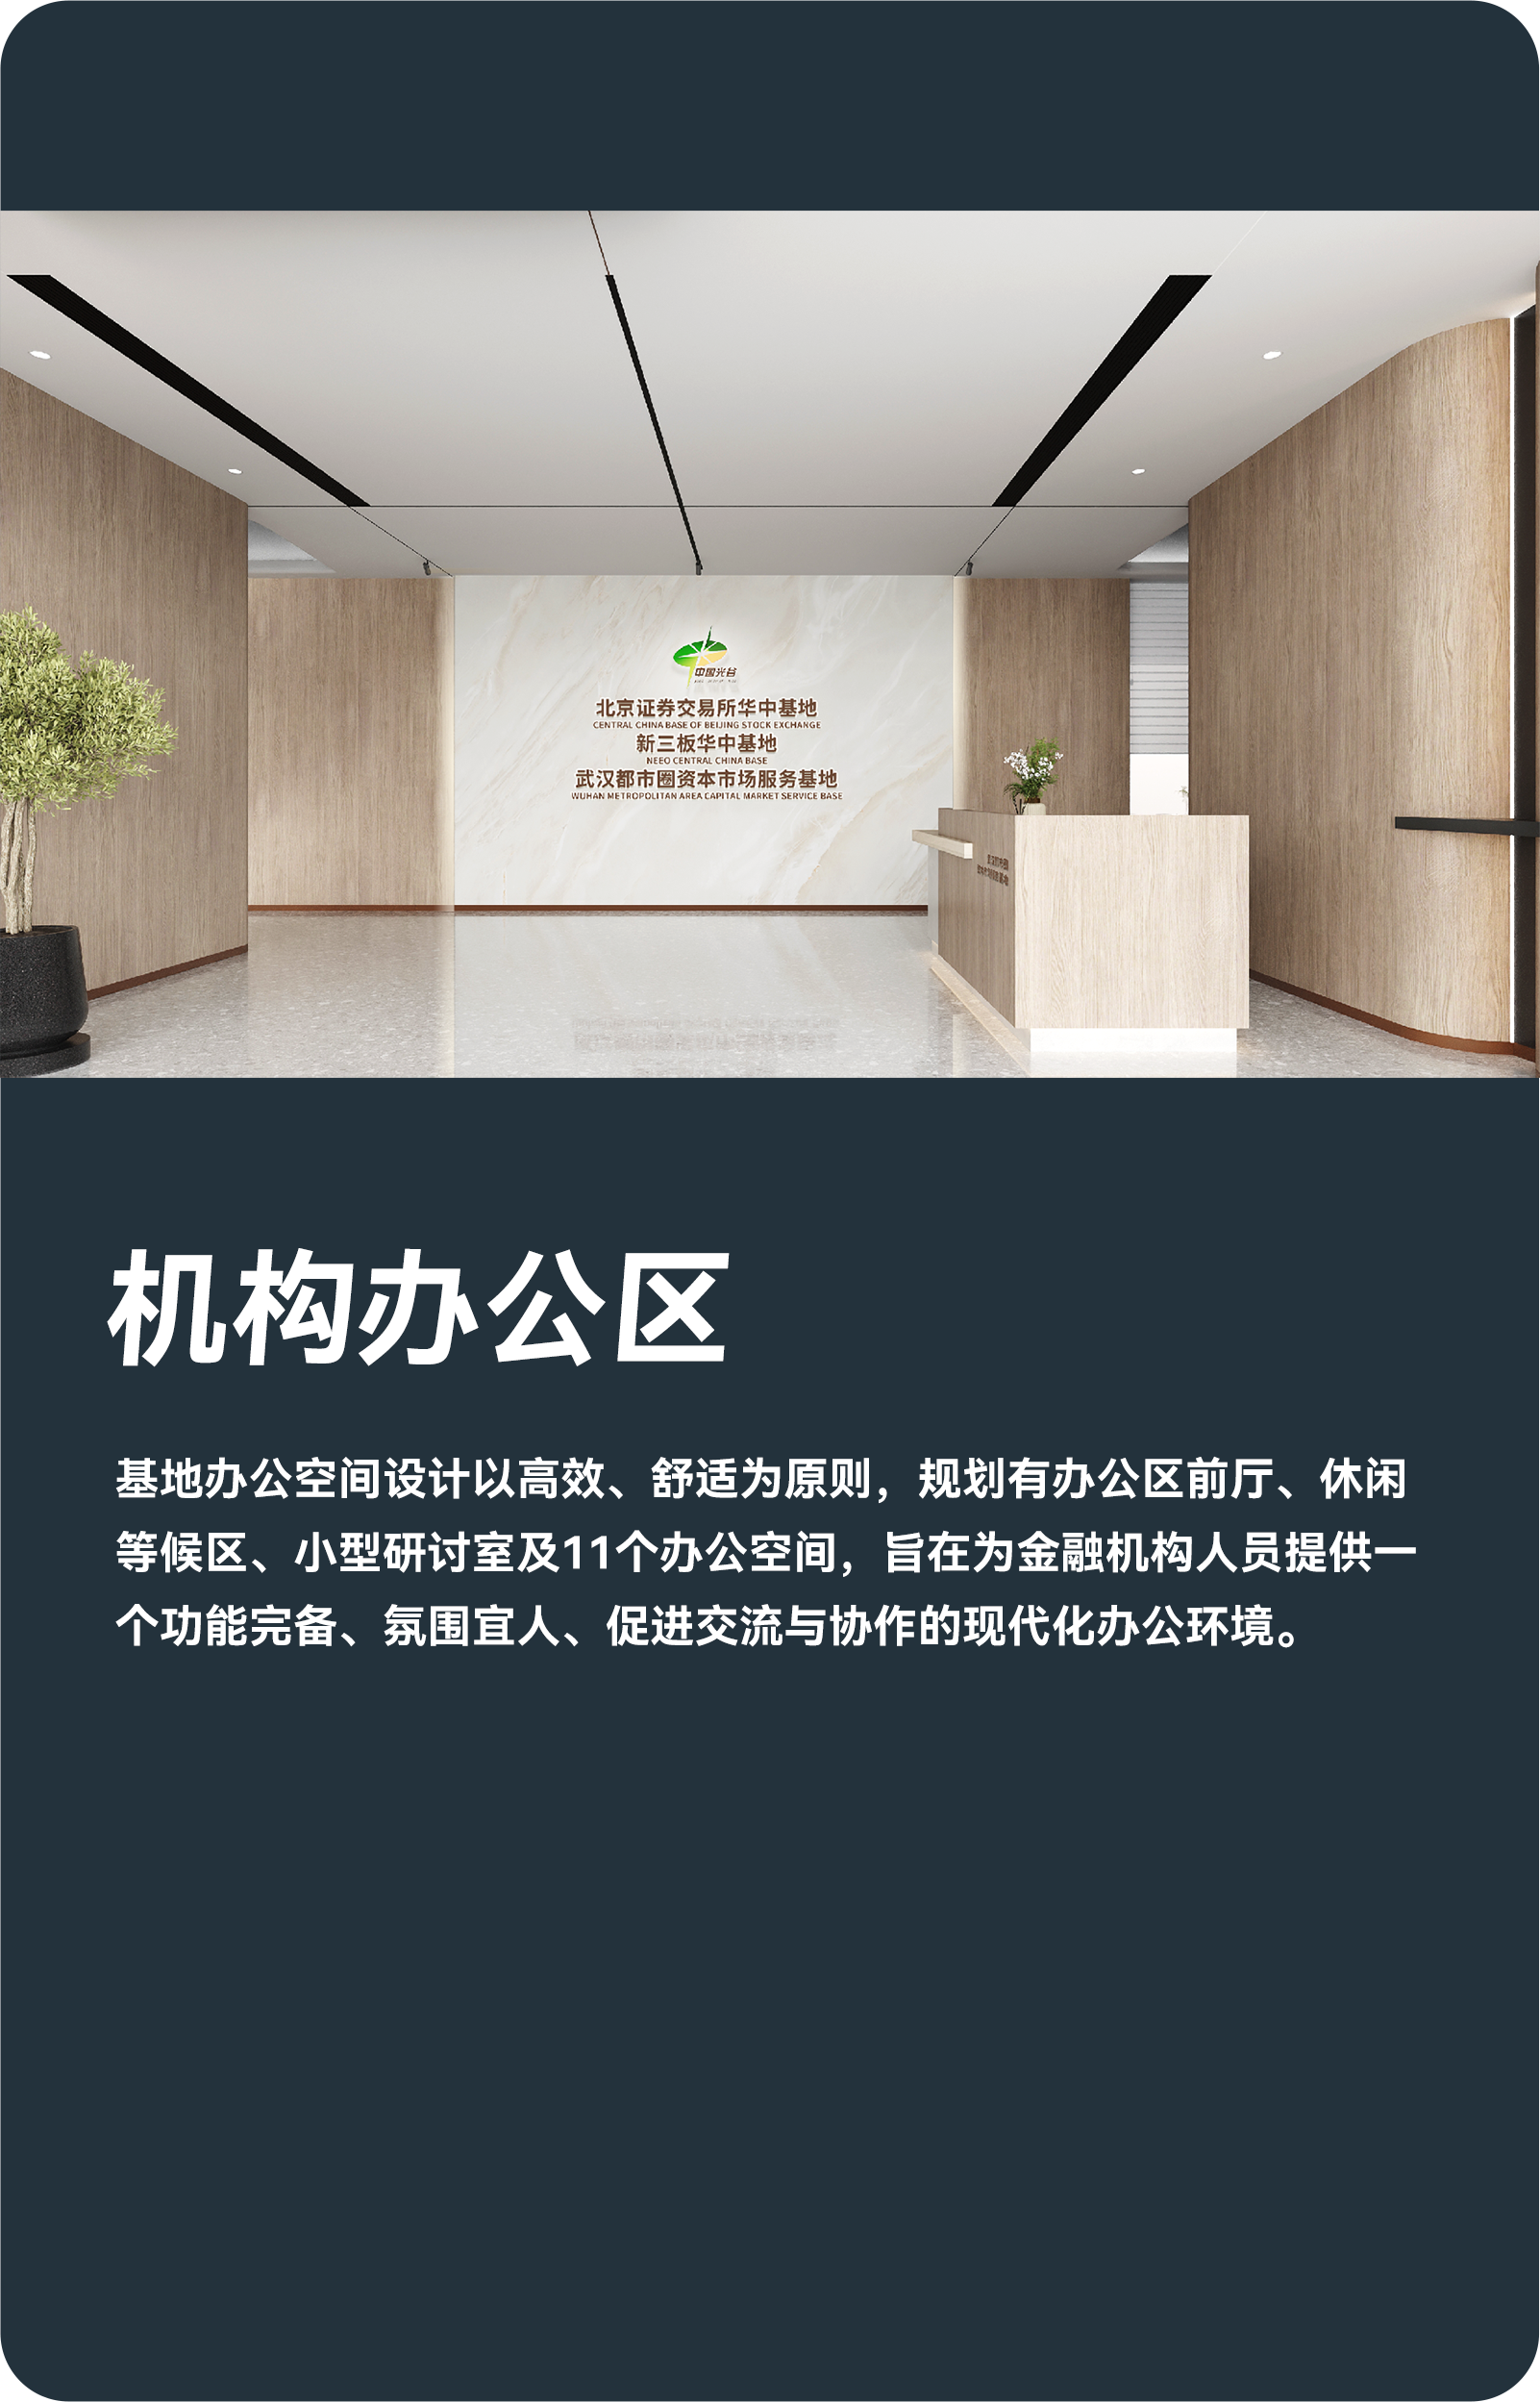 中国光谷
北京证券交易所华中基地
CENTRAL CHINA BASE OF BEIJING STOCK EXCHANGE
新三板华中基地
NEEQ CENTRAL CHINA BASE
武汉都市圈资本市场服务基地
WUHAN METROPOLITAN AREA CAPITAL MARKET SERVICE BASE
机构办公区
基地办公空间设计以高效、舒适为原则，规划有办公区前厅、休闲
等候区、小型研讨室及11个办公空间，旨在为金融机构人员提供一
个功能完备、氛围宜人、促进交流与协作的现代化办公环境。